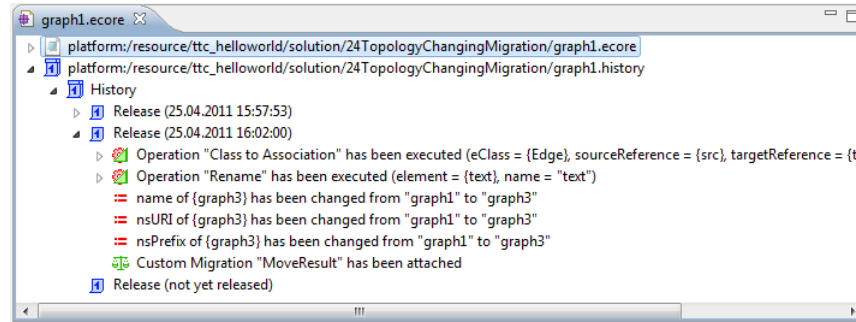 graph1.ecore
platform:/resource/ttc_helloworld/solution/24TopologyChangingMigration/graph1.ecore
platform:/resource/ttc_helloworld/solution/24TopologyChangingMigration/graph1.history
History
Release (25.04.2011 15:57:53)
Release (25.04.2011 16:02:00)
Operation "Class to Association" has been executed (eClass = {Edge}, sourceReference = {src}, targetReference = {t
Operation "Rename" has been executed (element = {text}, name = "text")
name of {graph3} has been changed from "graph1" to "graph3"
nsURI of {graph3} has been changed from "graph1" to "graph3"
nsPrefix of {graph3} has been changed from "graph1" to "graph3"
Custom Migration "MoveResult" has been attached
Release (not yet released)